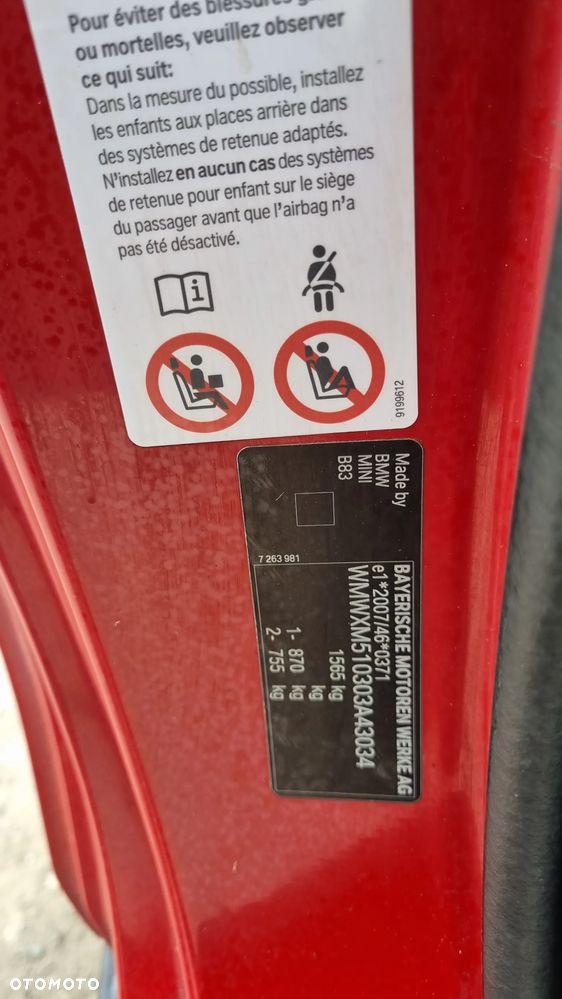 Pour éviter des blessures
ou mortelles, veuillez observer
ce qui suit:
Dans la mesure du possible, installez
les enfants aux places arrière dans
des systèmes de retenue adaptés.
N'installez en aucun cas des systèmes
de retenue pour enfant sur le siège
du passager avant que l'airbag n'a
pas été désactivé.
9199612
Made by
BMW
MINI
B83
7 263 981
BAYERISCHE MOTOREN WERKE AG
e1*2007/46*0371
WMWXM510303A43034
1565 kg
kg
1- 870 kg
2- 755 kg
OTOMOTO